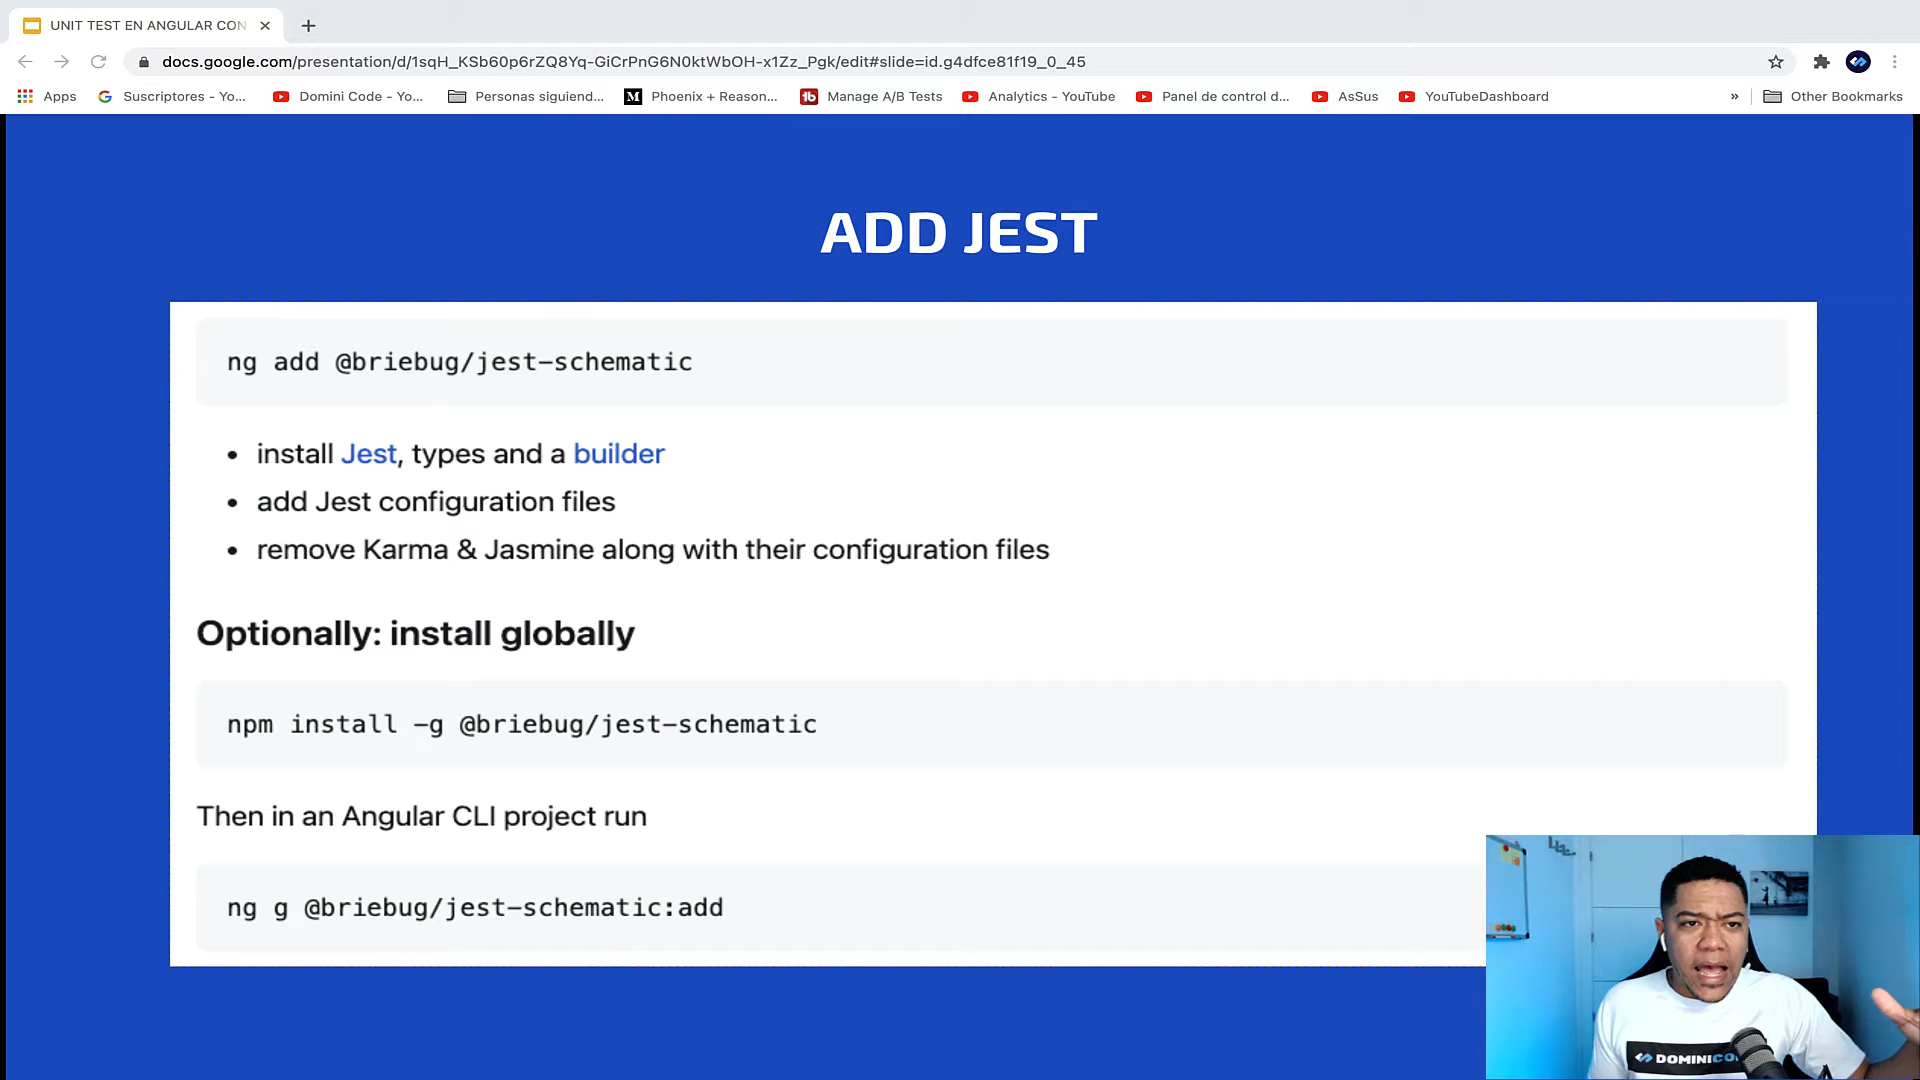 UNIT TEST EN ANGULAR CON
docs.google.com/presentation/d/1sqH_KSb60p6rZQ8Yq-GiCrPnG6N0ktWbOH-x1Zz_Pgk/edit#slide=id.g4dfce81f19_0_45
Apps Suscriptores - Yo... Domini Code - Yo... Personas siguiend... Phoenix + Reason... Manage A/B Tests Analytics - YouTube Panel de control d... AsSus YouTubeDashboard » Other Bookmarks
ADD JEST
ng add @briebug/jest-schematic
• install Jest, types and a builder
• add Jest configuration files
• remove Karma & Jasmine along with their configuration files
Optionally: install globally
npm install -g @briebug/jest-schematic
Then in an Angular CLI project run
ng g @briebug/jest-schematic:add
DOMINICO